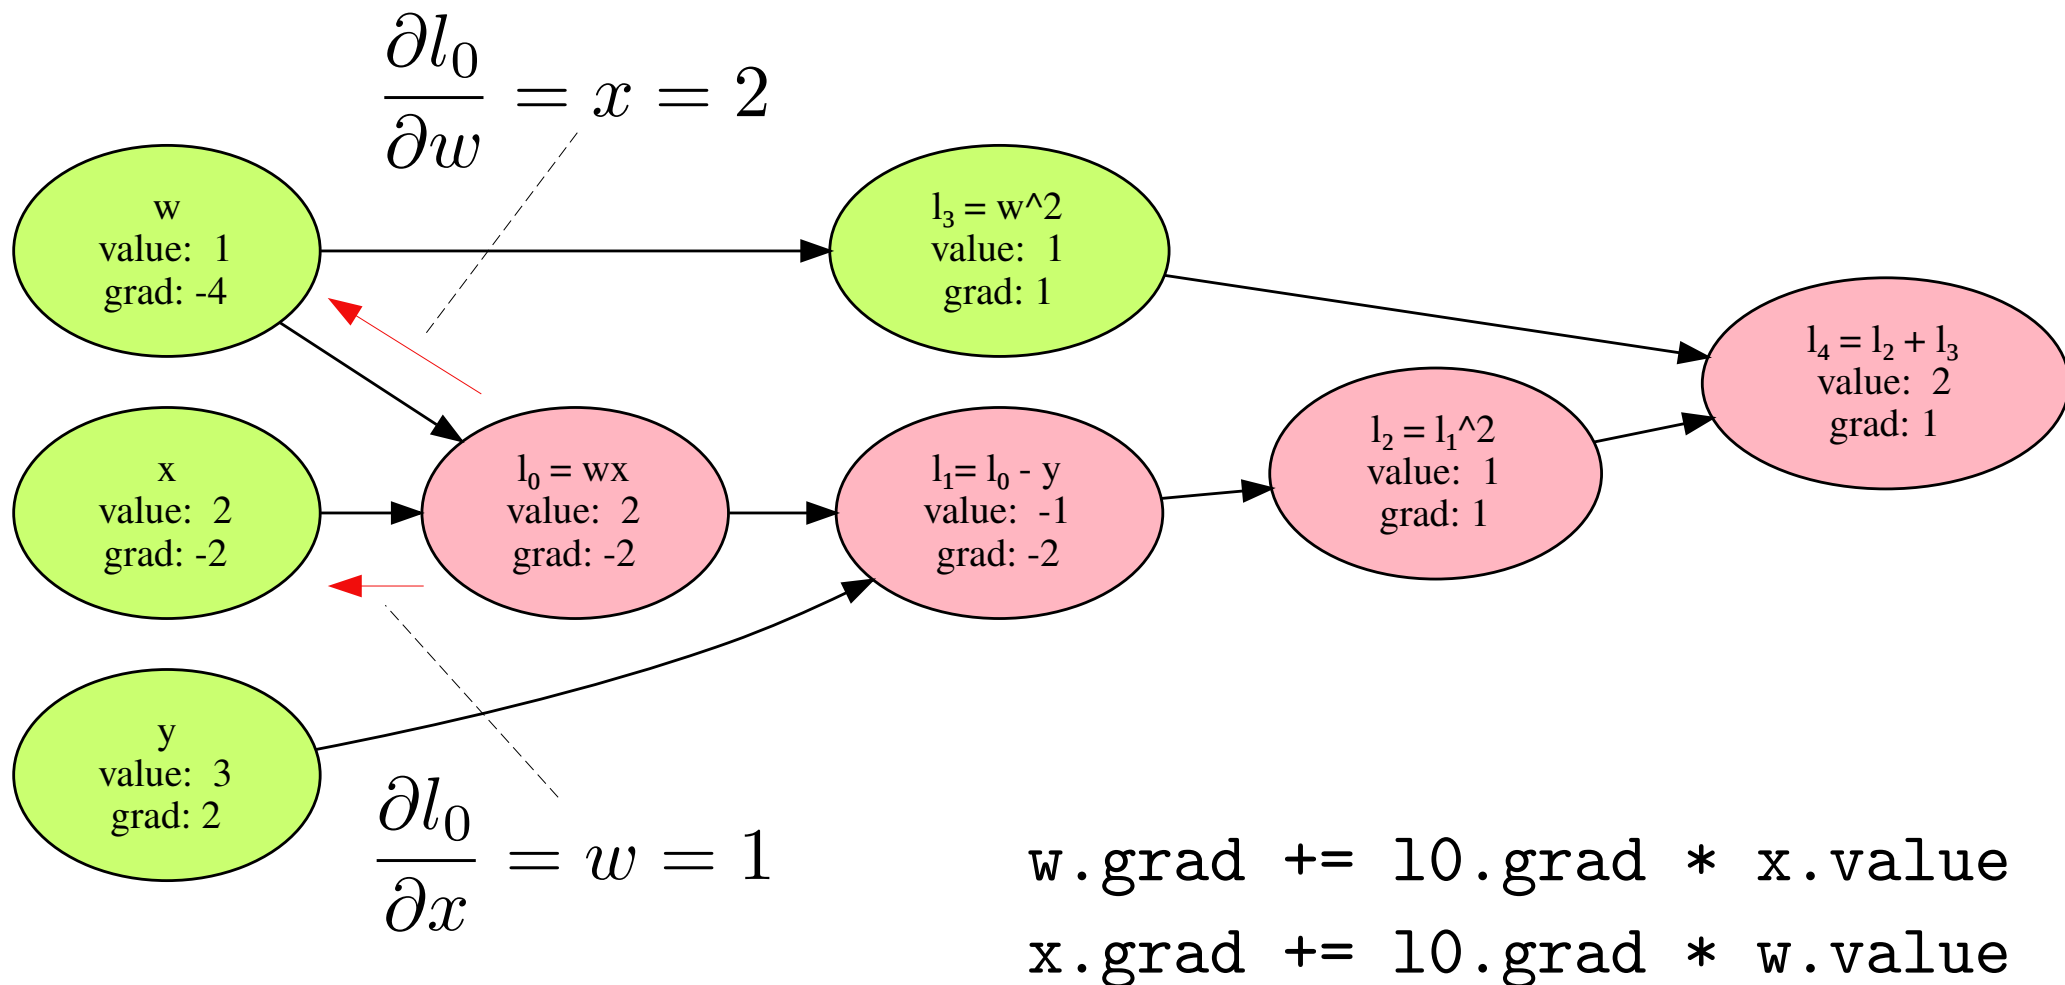 ∂l₀/∂w = x = 2
w
value: 1
grad: -4
l₃ = w^2
value: 1
grad: 1
l₄ = l₂ + l₃
value: 2
grad: 1
x
value: 2
grad: -2
l₀ = wx
value: 2
grad: -2
l₁= l₀ - y
value: -1
grad: -2
l₂ = l₁^2
value: 1
grad: 1
y
value: 3
grad: 2
∂l₀/∂x = w = 1
w.grad += l0.grad * x.value
x.grad += l0.grad * w.value